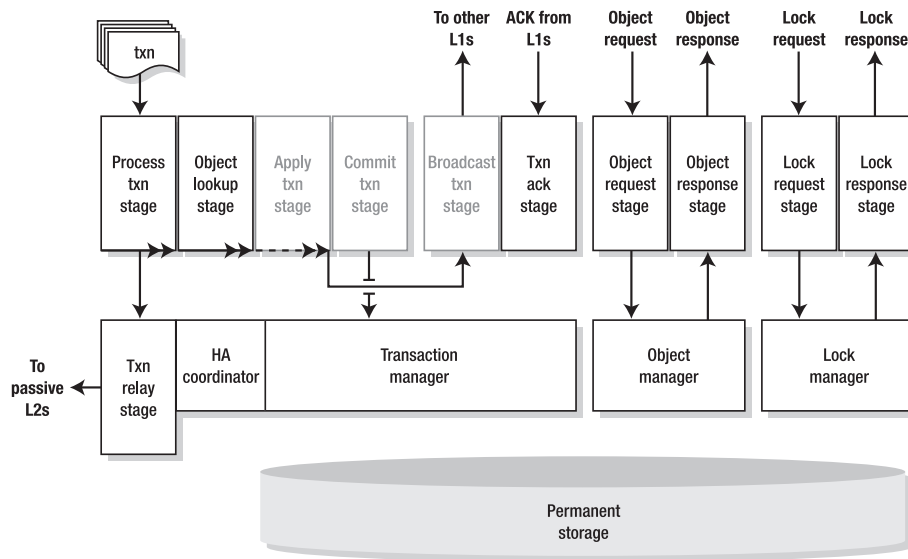 txn
To other
L1s
ACK from
L1s
Object
request
Object
response
Lock
request
Lock
response
Process
txn
stage
Object
lookup
stage
Apply
txn
stage
Commit
txn stage
Broadcast
txn
stage
Txn
ack
stage
Object
request
stage
Object
response
stage
Lock
request
stage
Lock
response
stage
To
passive
L2s
Txn
relay
stage
HA
coordinator
Transaction
manager
Object
manager
Lock
manager
Permanent
storage